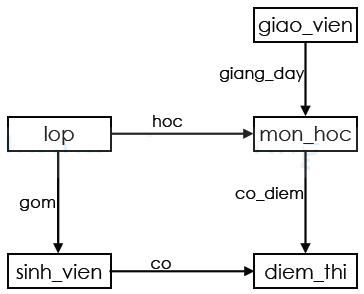 giao_vien
giang_day
lop
hoc
mon_hoc
gom
co_diem
sinh_vien
co
diem_thi